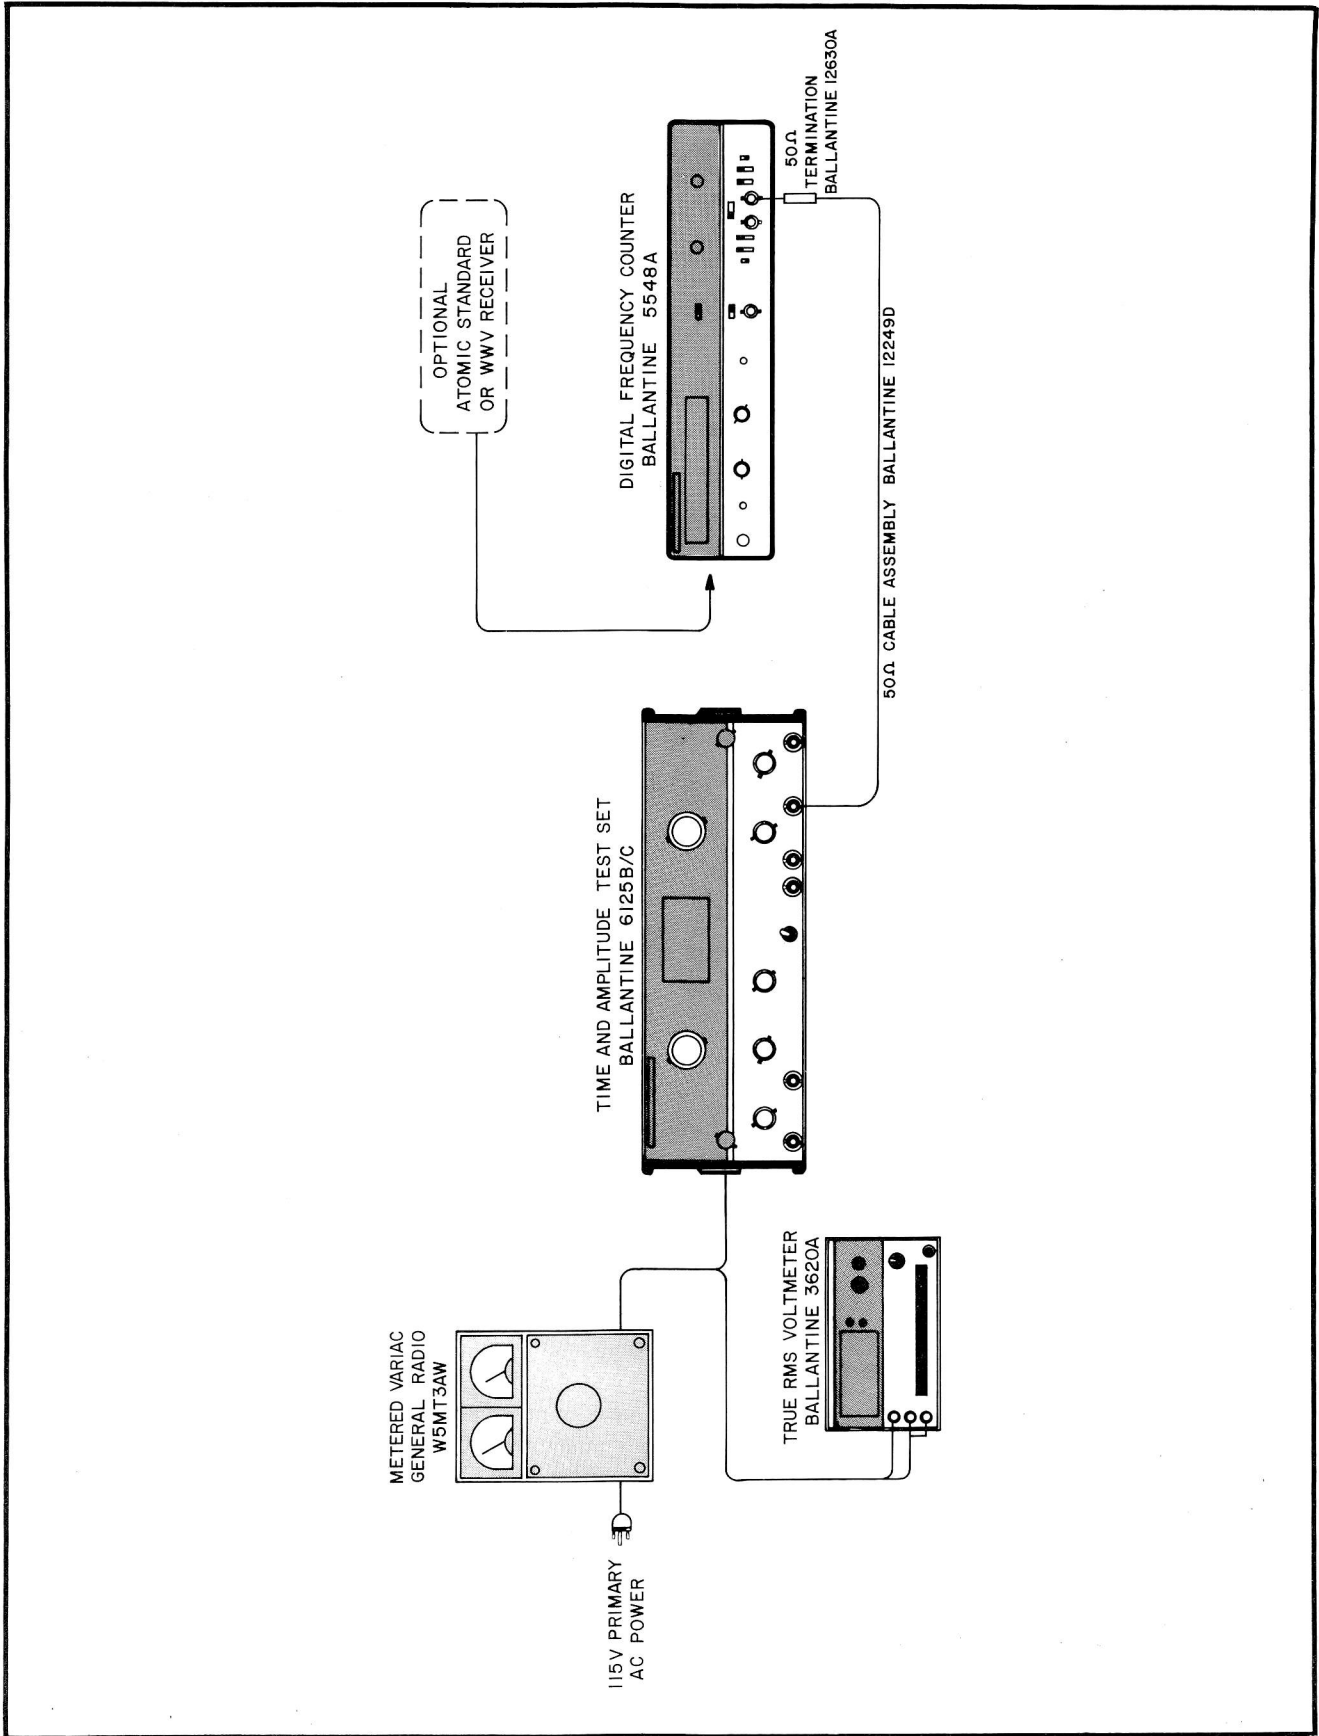 115V PRIMARY
AC POWER
METERED VARIAC
GENERAL RADIO
W5MT3AW
TRUE RMS VOLTMETER
BALLANTINE 3620A
TIME AND AMPLITUDE TEST SET
BALLANTINE 6125B/C
OPTIONAL
ATOMIC STANDARD
OR WWV RECEIVER
DIGITAL FREQUENCY COUNTER
BALLANTINE 5548A
50Ω CABLE ASSEMBLY BALLANTINE 12249D
50Ω
TERMINATION
BALLANTINE 12630A